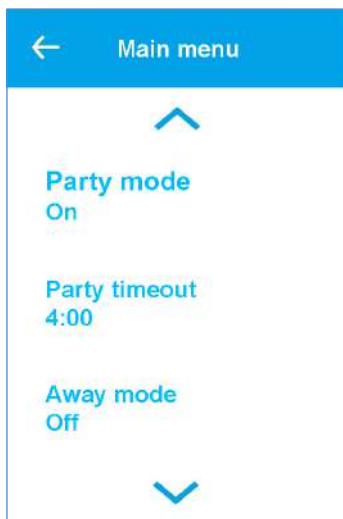 Main menu
Party mode
On
Party timeout
4:00
Away mode
Off